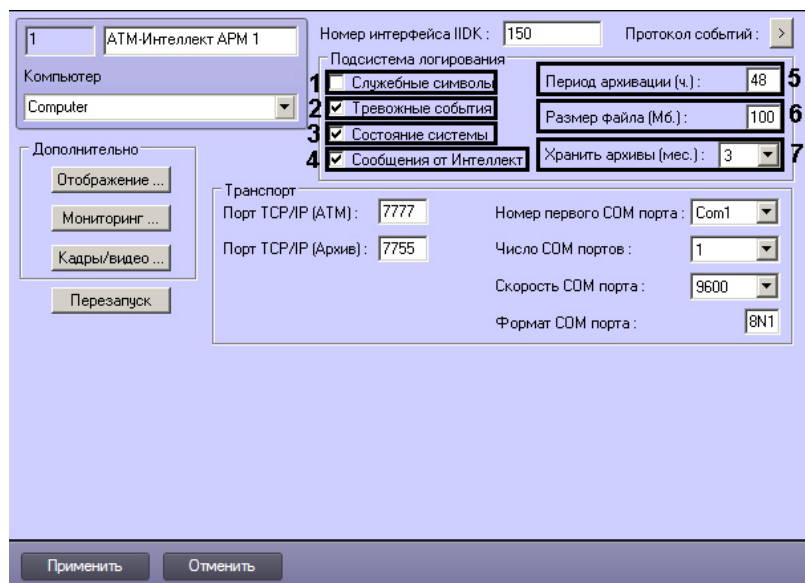 1 АТМ-Интеллект АРМ 1
Компьютер
Computer
Номер интерфейса IIDK : 150 Протокол событий : >
Подсистема логирования
1 Служебные символы
2 Тревожные события
3 Состояние системы
4 Сообщения от Интеллект
Период архивации (ч.) : 48 5
Размер файла (Мб.) : 100 6
Хранить архивы (мес.) : 3 7
Дополнительно
Отображение ...
Мониторинг ...
Кадры/видео ...
Перезапуск
Транспорт
Порт TCP/IP (АТМ) : 7777
Порт TCP/IP (Архив) : 7755
Номер первого COM порта : Com1
Число COM портов : 1
Скорость COM порта : 9600
Формат COM порта : 8N1
Применить Отменить